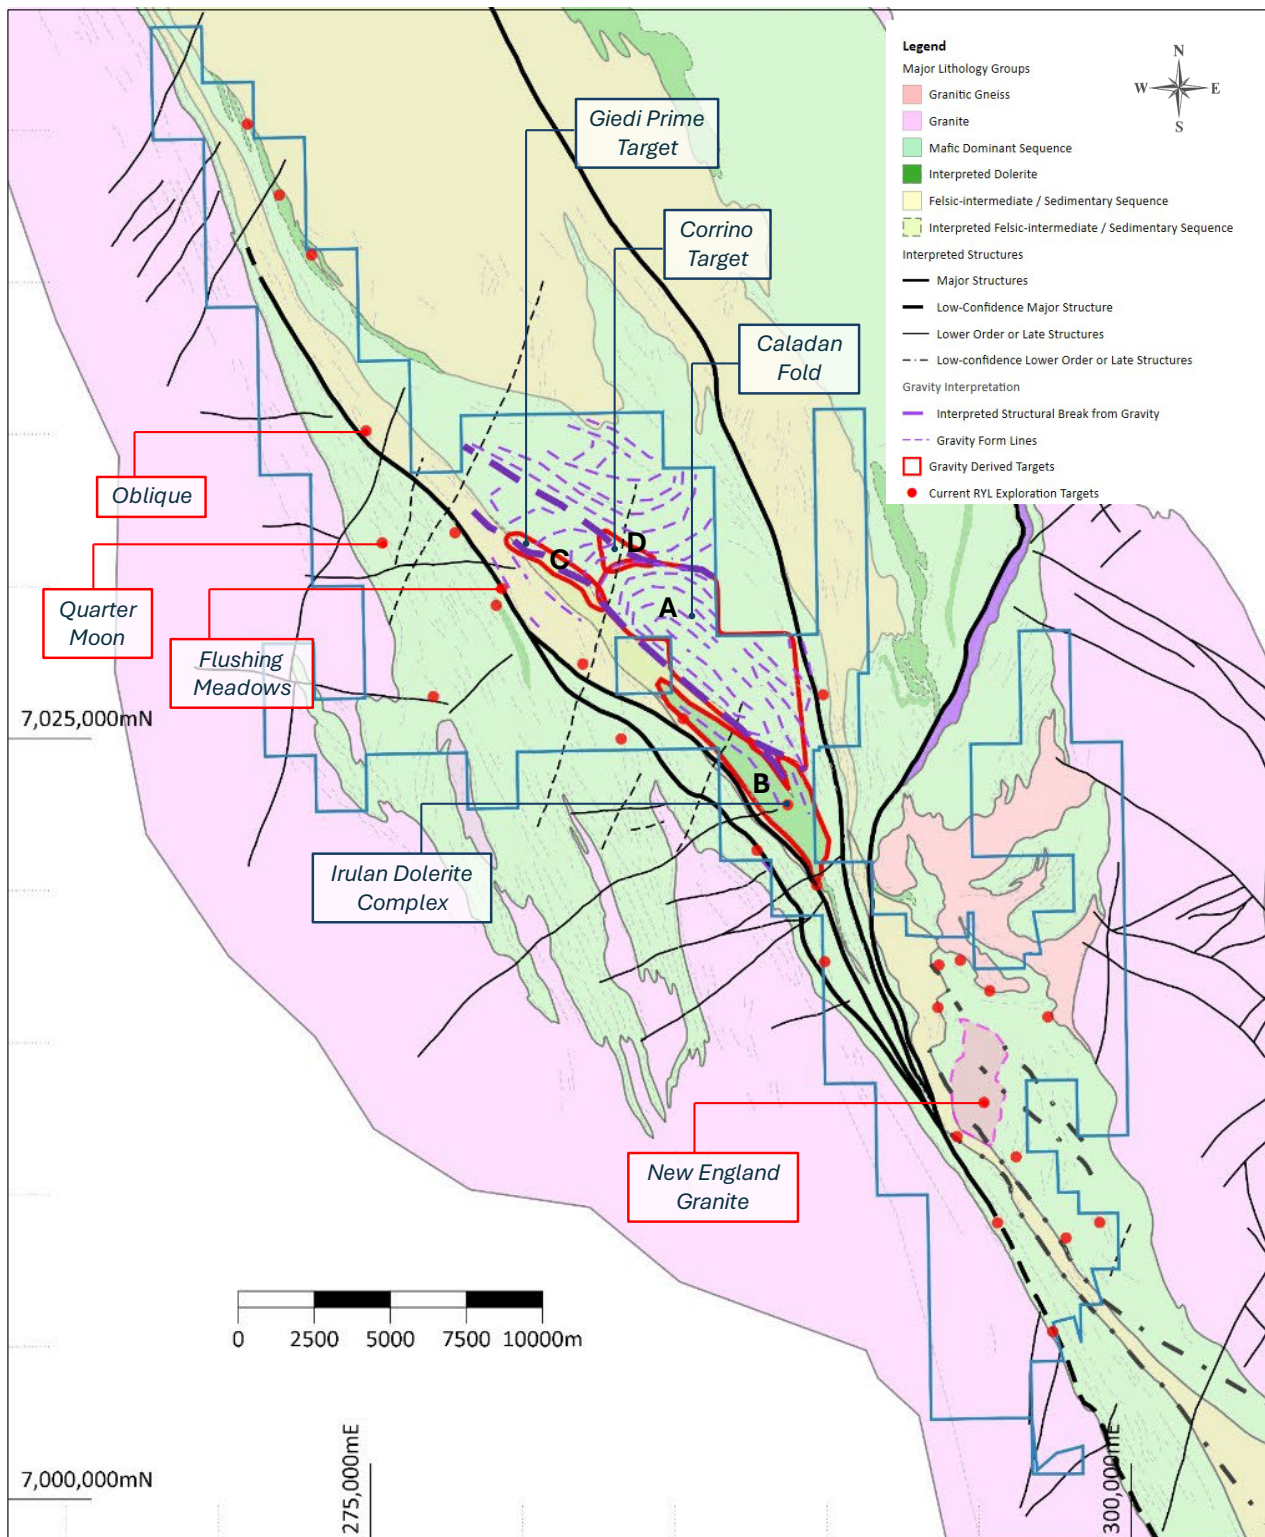 Legend
Major Lithology Groups
Granitic Gneiss
Granite
Mafic Dominant Sequence
Interpreted Dolerite
Felsic-intermediate / Sedimentary Sequence
Interpreted Felsic-intermediate / Sedimentary Sequence
Interpreted Structures
Major Structures
Low-Confidence Major Structure
Lower Order or Late Structures
Low-confidence Lower Order or Late Structures
Gravity Interpretation
Interpreted Structural Break from Gravity
Gravity Form Lines
Gravity Derived Targets
Current RYL Exploration Targets
N
W
E
S
Giedi Prime
Target
Corrino
Target
Caladan
Fold
Oblique
Quarter
Moon
Flushing
Meadows
C
D
A
B
7,025,000mN
Irulan Dolerite
Complex
New England
Granite
0
2500
5000
7500
10000m
7,000,000mN
275,000mE
300,000mE